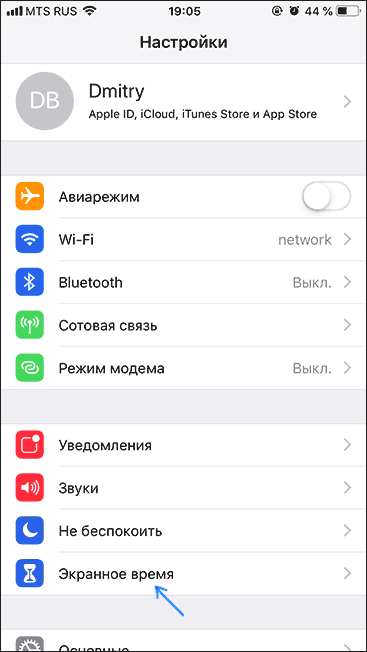 MTS RUS 19:05 44 %
Настройки
DB
Dmitry
Apple ID, iCloud, iTunes Store и App Store
Авиарежим
Wi-Fi network
Bluetooth Выкл.
Сотовая связь
Режим модема Выкл.
Уведомления
Звуки
Не беспокоить
Экранное время
Основные